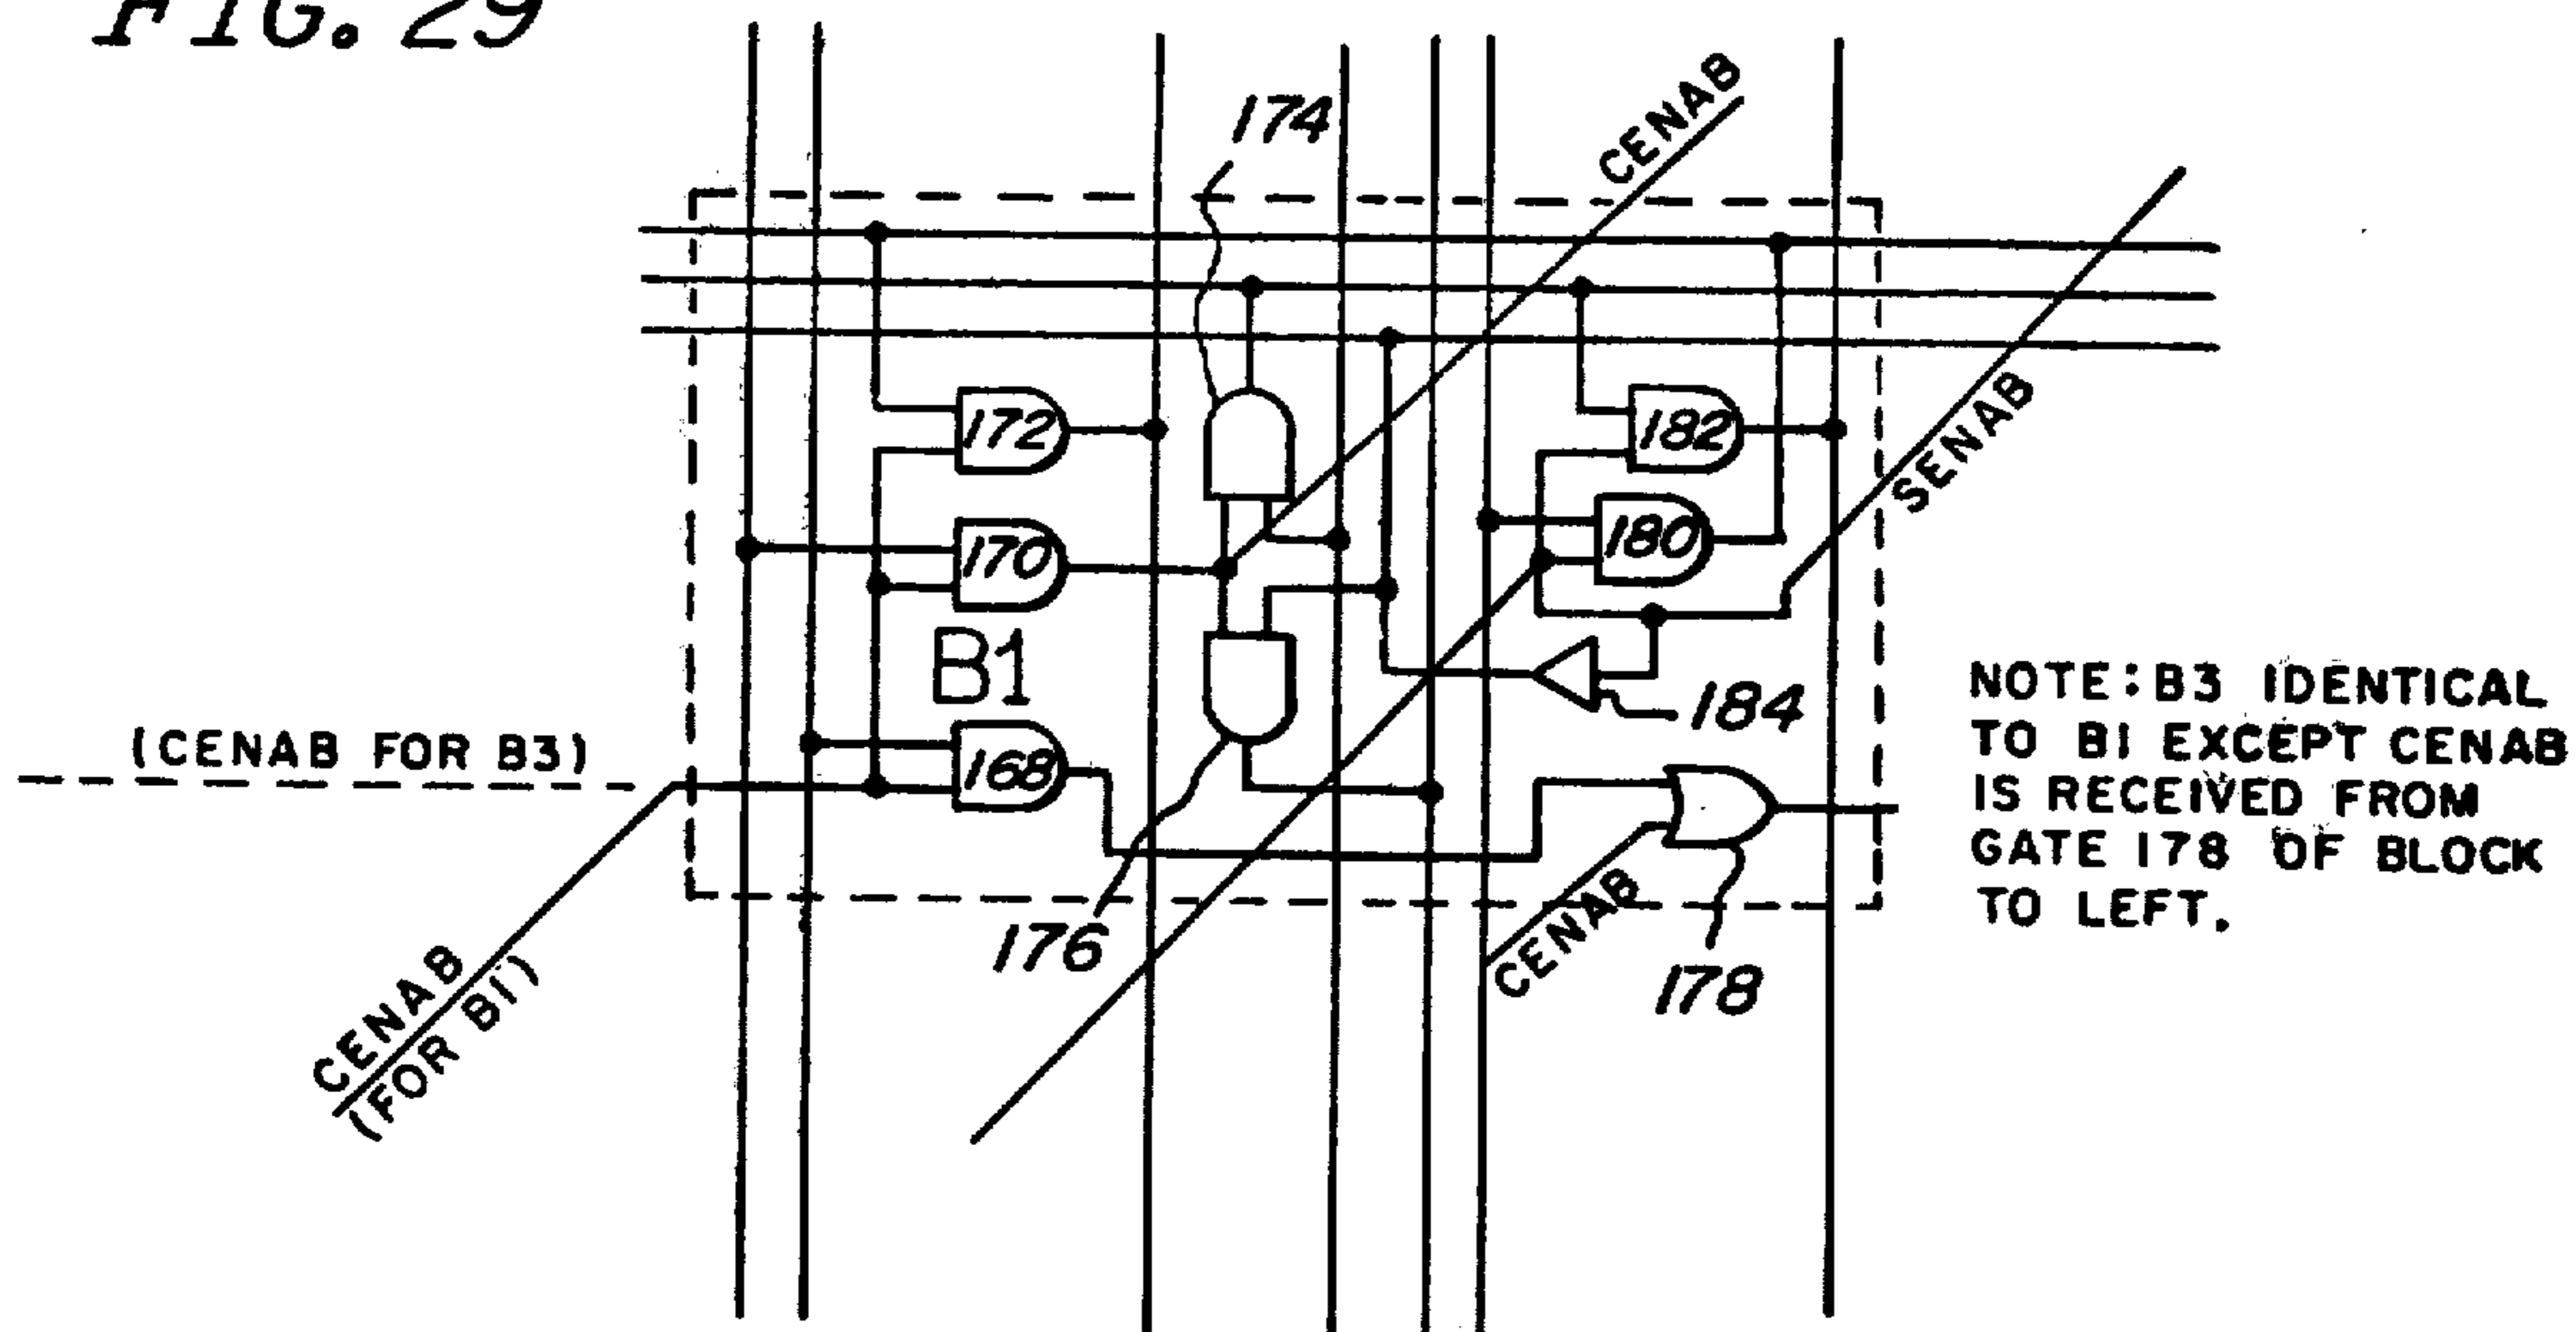 FIG. 29
174
CENAB
172
182
SENAB
170
180
B1
184
(CENAB FOR B3)
168
NOTE: B3 IDENTICAL
TO B1 EXCEPT CENAB
IS RECEIVED FROM
GATE 178 OF BLOCK
TO LEFT.
176
CENAB
178
CENAB
(FOR B1)